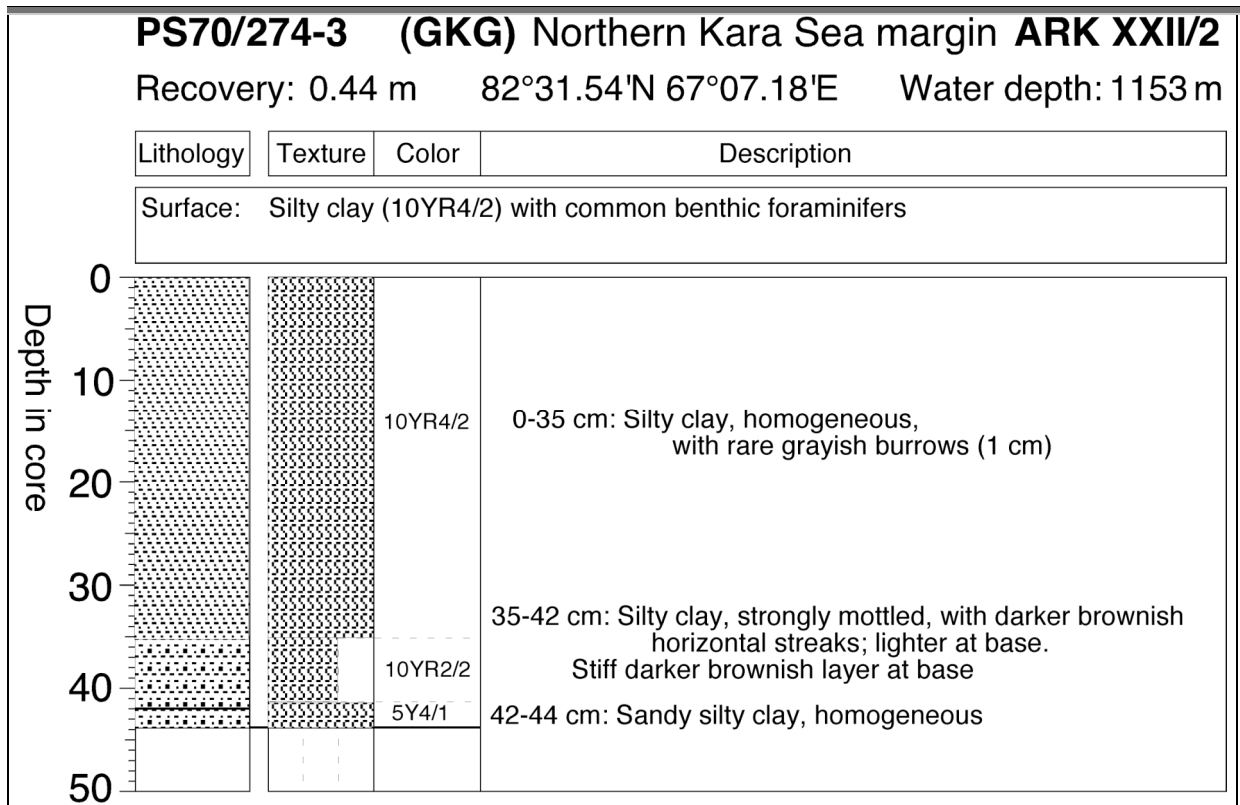 PS70/274-3 (GKG) Northern Kara Sea margin ARK XXII/2
Recovery: 0.44 m 82°31.54'N 67°07.18'E Water depth: 1153 m
Lithology Texture Color Description
Surface: Silty clay (10YR4/2) with common benthic foraminifers
Depth in core
0
10
20
30
40
50
10YR4/2
10YR2/2
5Y4/1
0-35 cm: Silty clay, homogeneous,
with rare grayish burrows (1 cm)
35-42 cm: Silty clay, strongly mottled, with darker brownish
horizontal streaks; lighter at base.
Stiff darker brownish layer at base
42-44 cm: Sandy silty clay, homogeneous